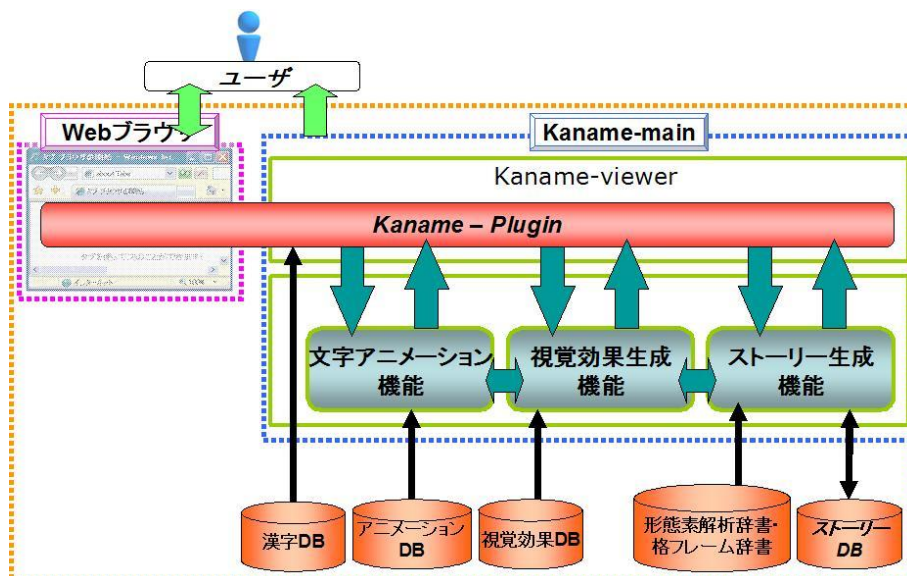 ユーザ
Webブラウザ
Kaname-main
Kaname-viewer
Kaname – Plugin
文字アニメーション
機能
視覚効果生成
機能
ストーリー生成
機能
漢字DB
アニメーション
DB
視覚効果DB
形態素解析辞書・
格フレーム辞書
ストーリー
DB